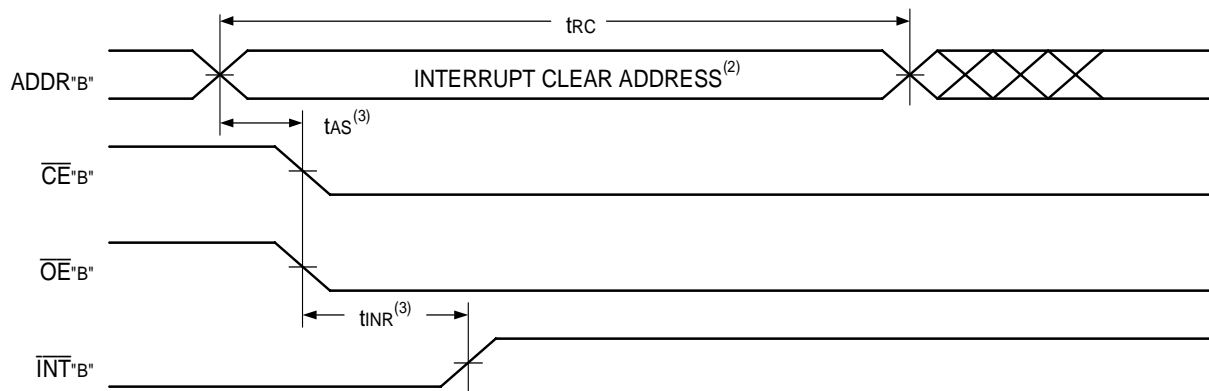 tRC
ADDR"B"
INTERRUPT CLEAR ADDRESS(2)
tAS(3)
CE"B"
OE"B"
tINR(3)
INT"B"